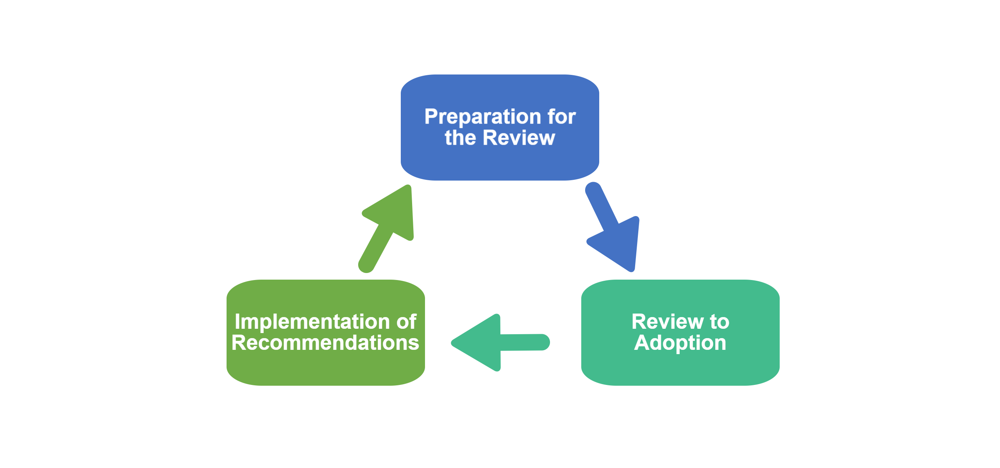 Preparation for
the Review
Implementation of
Recommendations
Review to
Adoption